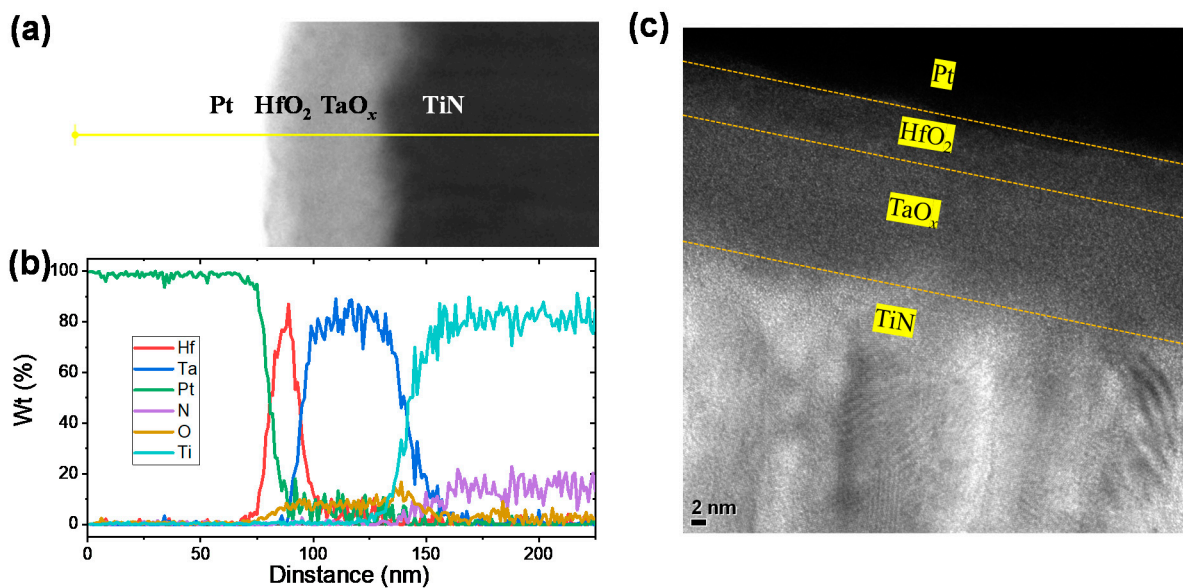 (a)
Pt HfO2 TaOx TiN
(b)
100
80
60
40
20
0
Wt (%)
Hf
Ta
Pt
N
O
Ti
0 50 100 150 200
Dinstance (nm)
(c)
Pt
HfO2
TaOx
TiN
2 nm